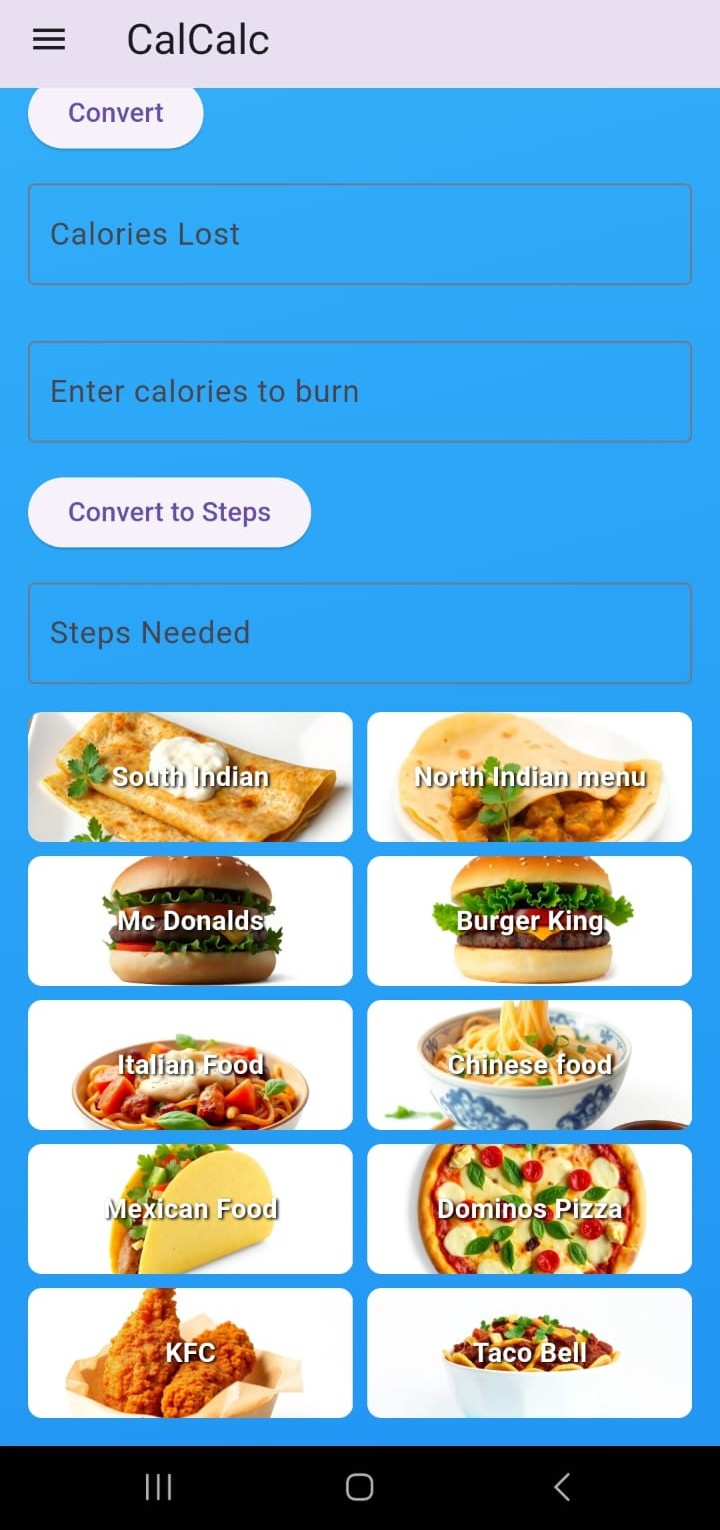 CalCalc
Convert
Calories Lost
Enter calories to burn
Convert to Steps
Steps Needed
South Indian
North Indian menu
Mc Donalds
Burger King
Italian Food
Chinese food
Mexican Food
Dominos Pizza
KFC
Taco Bell